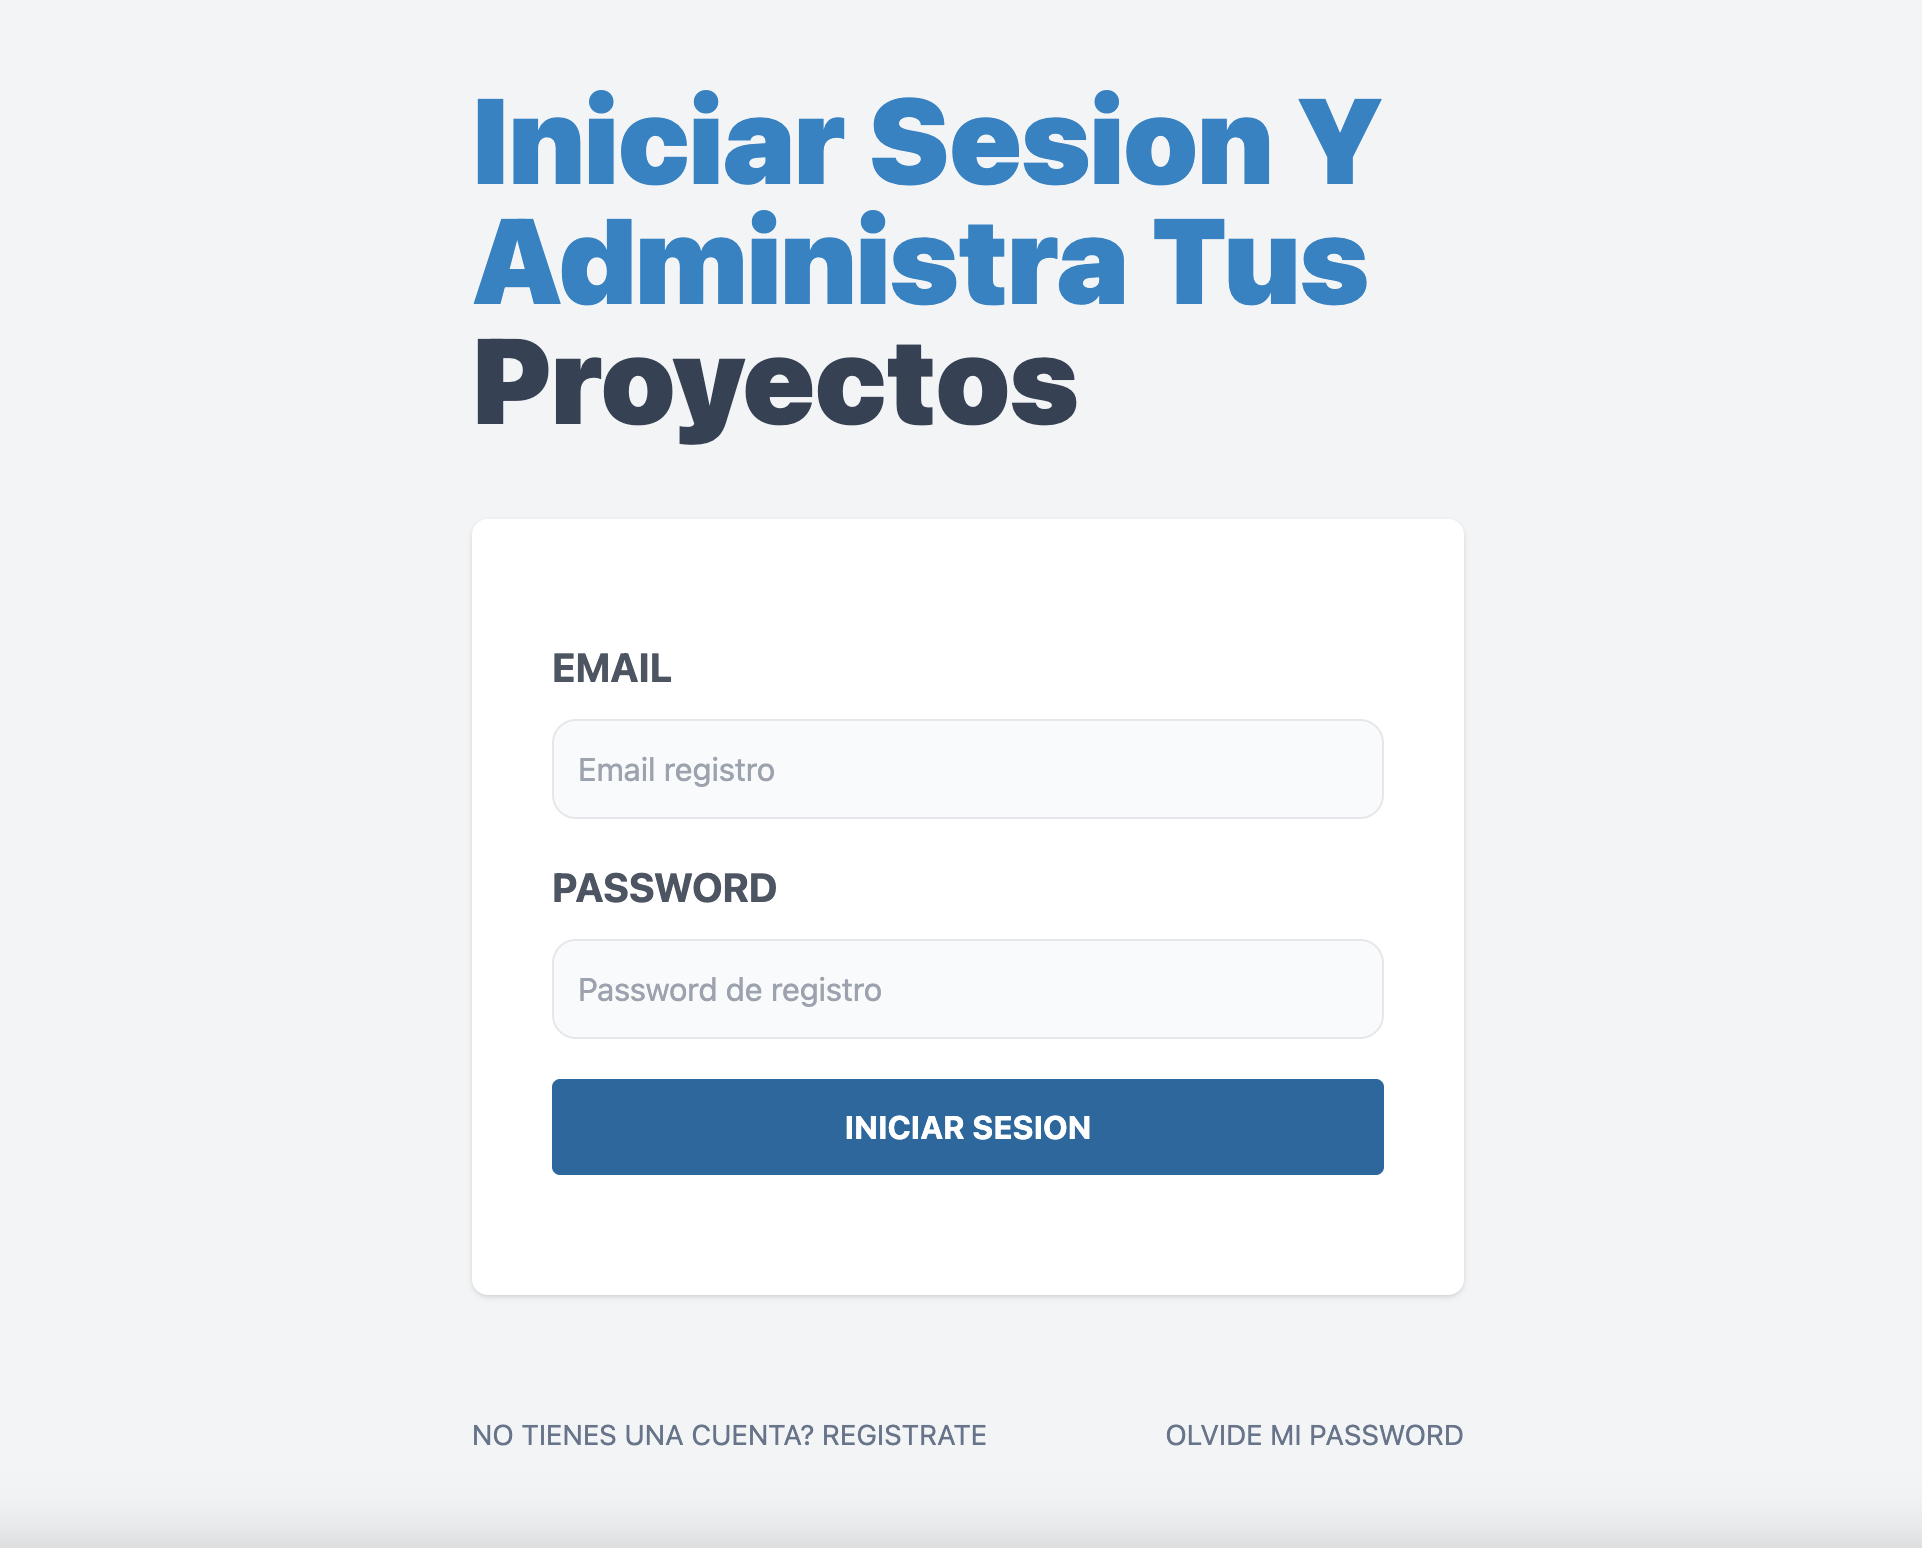 Iniciar Sesion Y
Administra Tus
Proyectos
EMAIL
Email registro
PASSWORD
Password de registro
INICIAR SESION
NO TIENES UNA CUENTA? REGISTRATE
OLVIDE MI PASSWORD